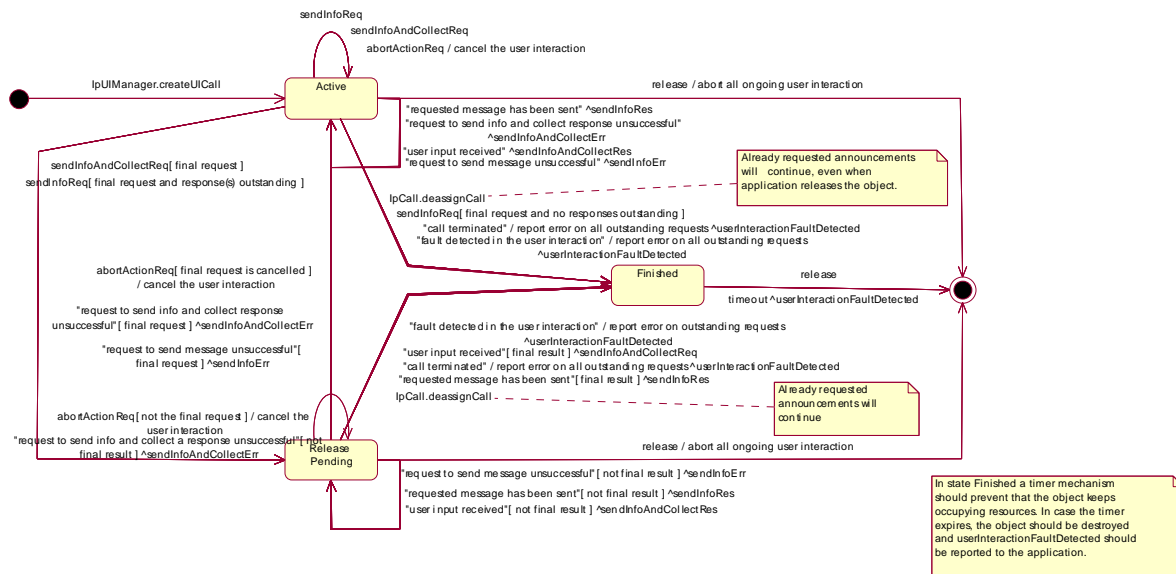 sendInfoReq
sendInfoAndCollectReq
abortActionReq / cancel the user interaction
IpUIManager.createUICall
Active
release / abort all ongoing user interaction
"requested message has been sent" ^sendInfoRes
"request to send info and collect response unsuccessful"
^sendInfoAndCollectErr
"user input received" ^sendInfoAndCollectRes
"request to send message unsuccessful" ^sendInfoErr
sendInfoAndCollectReq[ final request ]
sendInfoReq[ final request and response(s) outstanding ]
Already requested announcements
will continue, even when
application releases the object.
IpCall.deassignCall
sendInfoReq[ final request and no responses outstanding ]
"call terminated" / report error on all outstanding requests ^userInteractionFaultDetected
"fault detected in the user interaction" / report error on all outstanding requests
^userInteractionFaultDetected
abortActionReq[ final request is cancelled ]
/ cancel the user interaction
Finished
release
timeout ^userInteractionFaultDetected
"request to send info and collect response
unsuccessful"[ final request ] ^sendInfoAndCollectErr
"request to send message unsuccessful"[
final request ] ^sendInfoErr
"fault detected in the user interaction" / report error on outstanding requests
^userInteractionFaultDetected
"user input received"[ final result ] ^sendInfoAndCollectReq
"call terminated" / report error on all outstanding requests ^userInteractionFaultDetected
"requested message has been sent"[ final result ] ^sendInfoRes
IpCall.deassignCall
Already requested
announcements will
continue
abortActionReq[ not the final request ] / cancel the
user interaction
"request to send info and collect a response unsuccessful"[ not
final result ] ^sendInfoAndCollectErr
Release
Pending
release / abort all ongoing user interaction
"request to send message unsuccessful"[ not final result ] ^sendInfoErr
"requested message has been sent"[ not final result ] ^sendInfoRes
"user input received"[ not final result ] ^sendInfoAndCollectRes
In state Finished a timer mechanism
should prevent that the object keeps
occupying resources. In case the timer
expires, the object should be destroyed
and userInteractionFaultDetected should
be reported to the application.